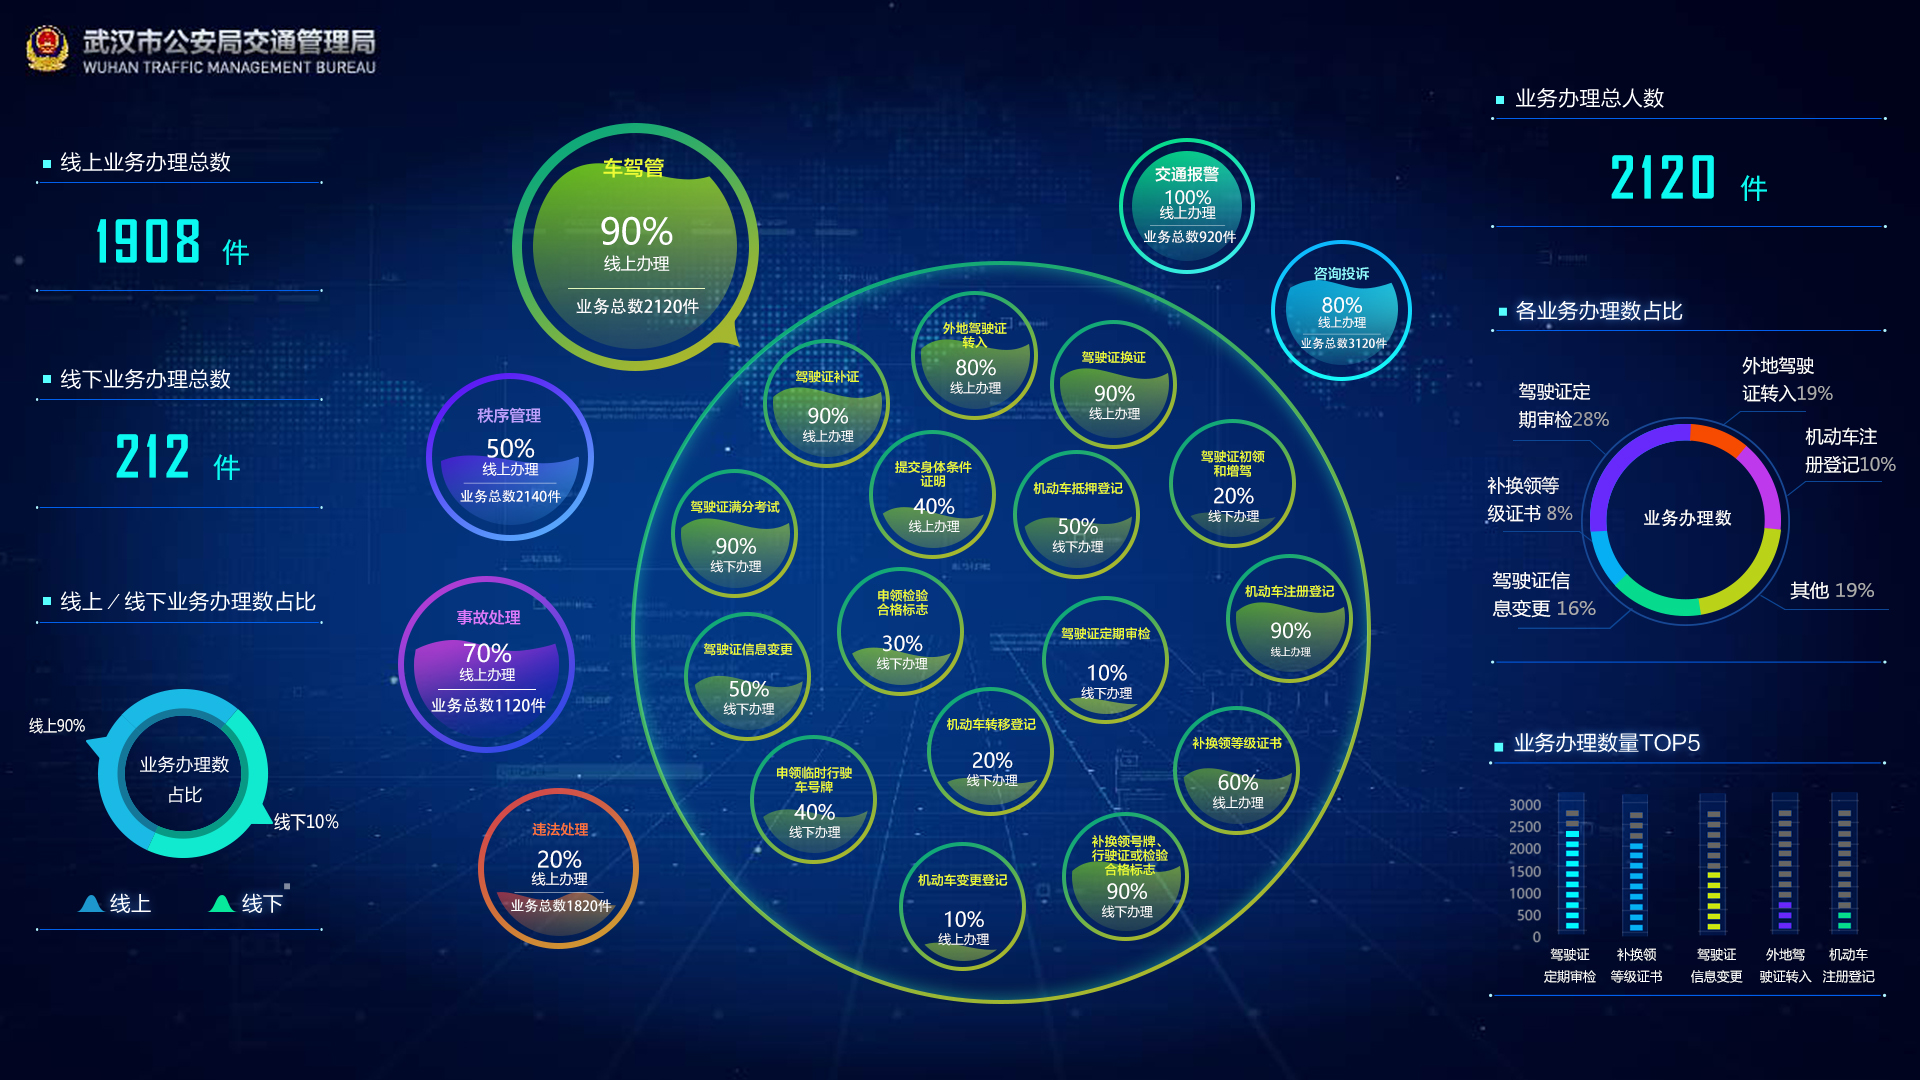 武汉市公安局交通管理局
WUHAN TRAFFIC MANAGEMENT BUREAU
线上业务办理总数
1908 件
线下业务办理总数
212 件
线上／线下业务办理数占比
线上90%
业务办理数
占比
线下10%
线上
线下
车驾管
90%
线上办理
业务总数2120件
秩序管理
50%
线上办理
业务总数2140件
事故处理
70%
线上办理
业务总数1120件
违法处理
20%
线上办理
业务总数1820件
交通报警
100%
线上办理
业务总数920件
咨询投诉
80%
线上办理
业务总数3120件
外地驾驶证
转入
80%
线上办理
驾驶证换证
90%
线上办理
驾驶证补证
90%
线上办理
提交身体条件
证明
40%
线上办理
机动车抵押登记
50%
线下办理
驾驶证初领
和增驾
20%
线下办理
驾驶证满分考试
90%
线下办理
申领检验
合格标志
30%
线下办理
驾驶证定期审检
10%
线下办理
机动车注册登记
90%
线上办理
驾驶证信息变更
50%
线下办理
机动车转移登记
20%
线下办理
补换领等级证书
60%
线上办理
申领临时行驶
车号牌
40%
线下办理
机动车变更登记
10%
线上办理
补换领号牌、
行驶证或检验
合格标志
90%
线下办理
业务办理总人数
2120 件
各业务办理数占比
外地驾驶
证转入19%
驾驶证定
期审检28%
机动车注
册登记10%
补换领等
级证书 8%
业务办理数
驾驶证信
息变更 16%
其他 19%
业务办理数量TOP5
3000
2500
2000
1500
1000
500
0
驾驶证
定期审检
补换领
等级证书
驾驶证
信息变更
外地驾
驶证转入
机动车
注册登记